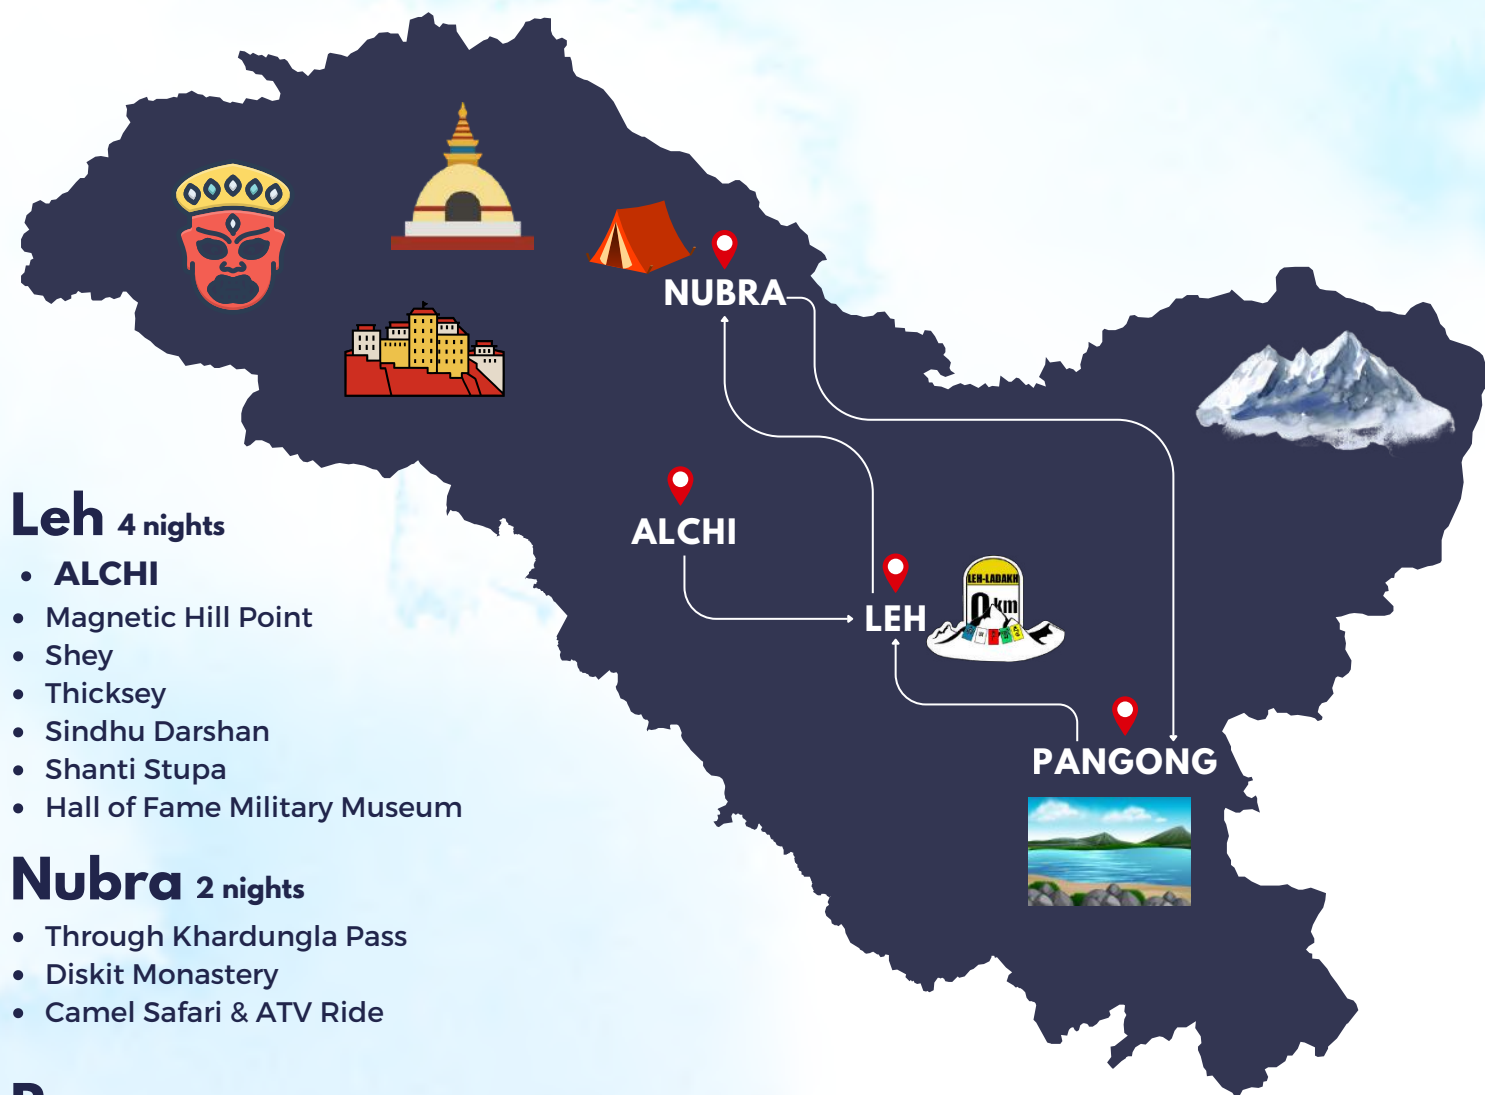 NUBRA
ALCHI
LEH
LEH-LADAKH
0 km
PANGONG
Leh 4 nights
ALCHI
Magnetic Hill Point
Shey
Thicksey
Sindhu Darshan
Shanti Stupa
Hall of Fame Military Museum
Nubra 2 nights
Through Khardungla Pass
Diskit Monastery
Camel Safari & ATV Ride